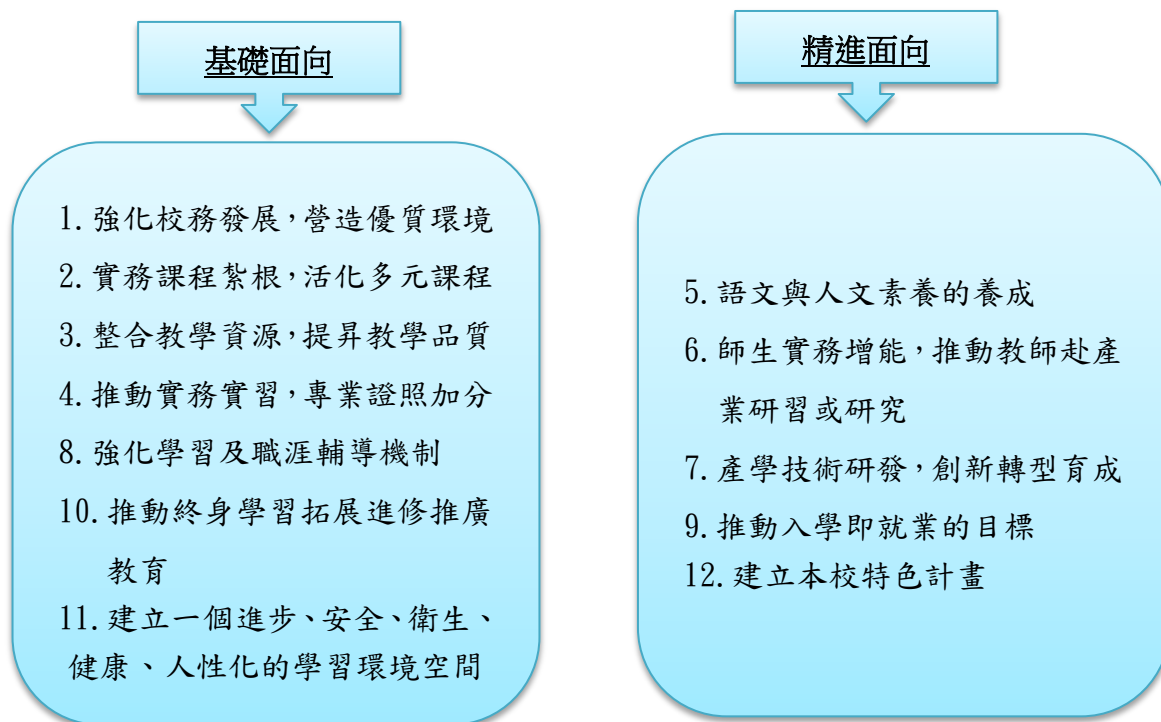 基礎面向
1. 強化校務發展，營造優質環境
2. 實務課程紮根，活化多元課程
3. 整合教學資源，提昇教學品質
4. 推動實務實習，專業證照加分
8. 強化學習及職涯輔導機制
10. 推動終身學習拓展進修推廣
教育
11. 建立一個進步、安全、衛生、
健康、人性化的學習環境空間
精進面向
5. 語文與人文素養的養成
6. 師生實務增能，推動教師赴產
業研習或研究
7. 產學技術研發，創新轉型育成
9. 推動入學即就業的目標
12. 建立本校特色計畫